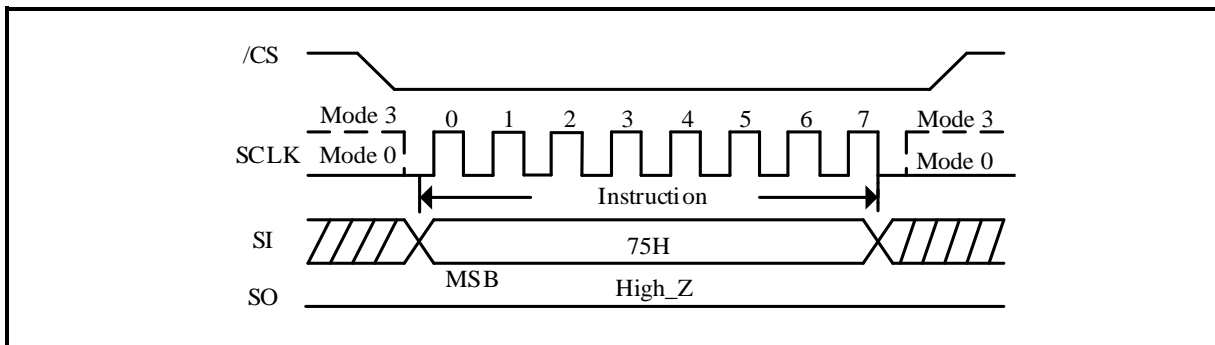 /CS
Mode 3 0 1 2 3 4 5 6 7 Mode 3
SCLK Mode 0 Mode 0
Instruction
SI 75H
MSB
SO High_Z